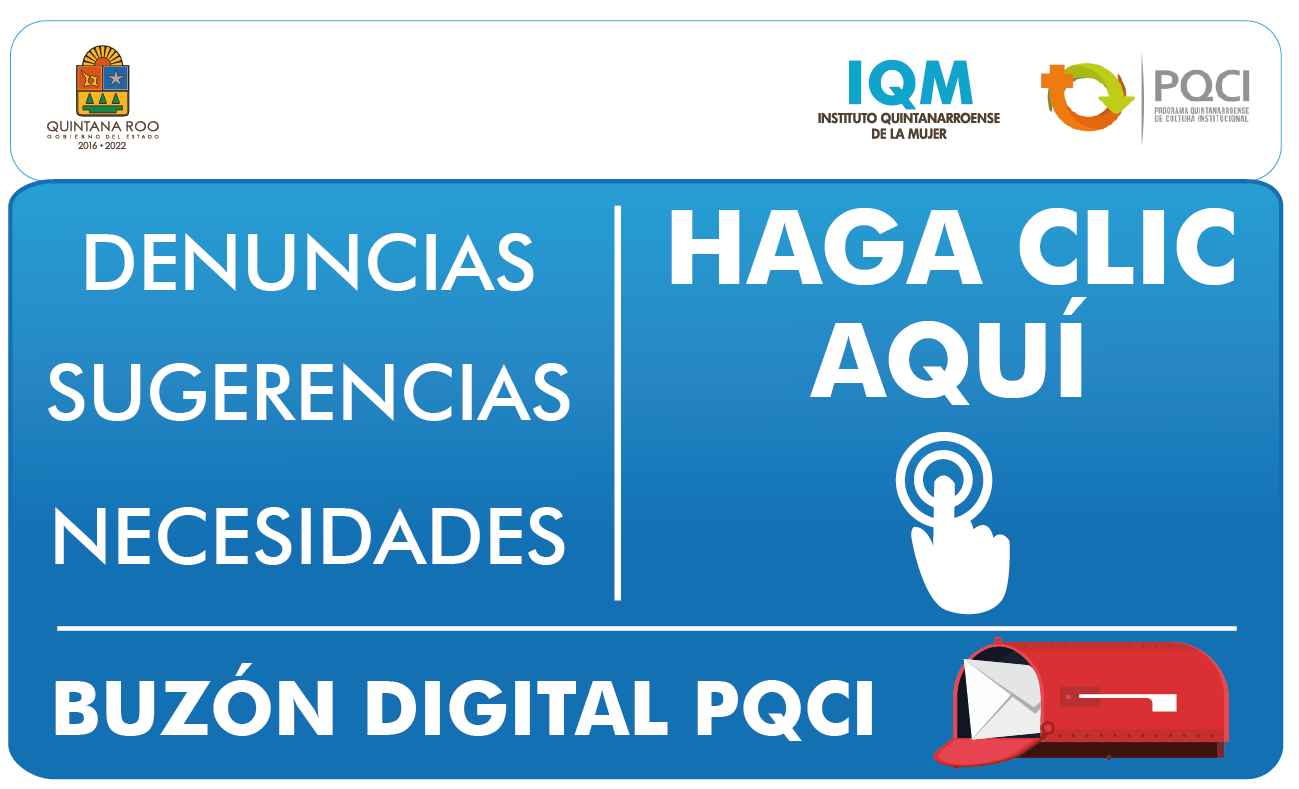 QUINTANA ROO
GOBIERNO DEL ESTADO
2016 • 2022
IQM
INSTITUTO QUINTANARROENSE
DE LA MUJER
PQCI
PROGRAMA QUINTANARROENSE
DE CULTURA INSTITUCIONAL
DENUNCIAS
SUGERENCIAS
NECESIDADES
HAGA CLIC
AQUÍ
BUZÓN DIGITAL PQCI